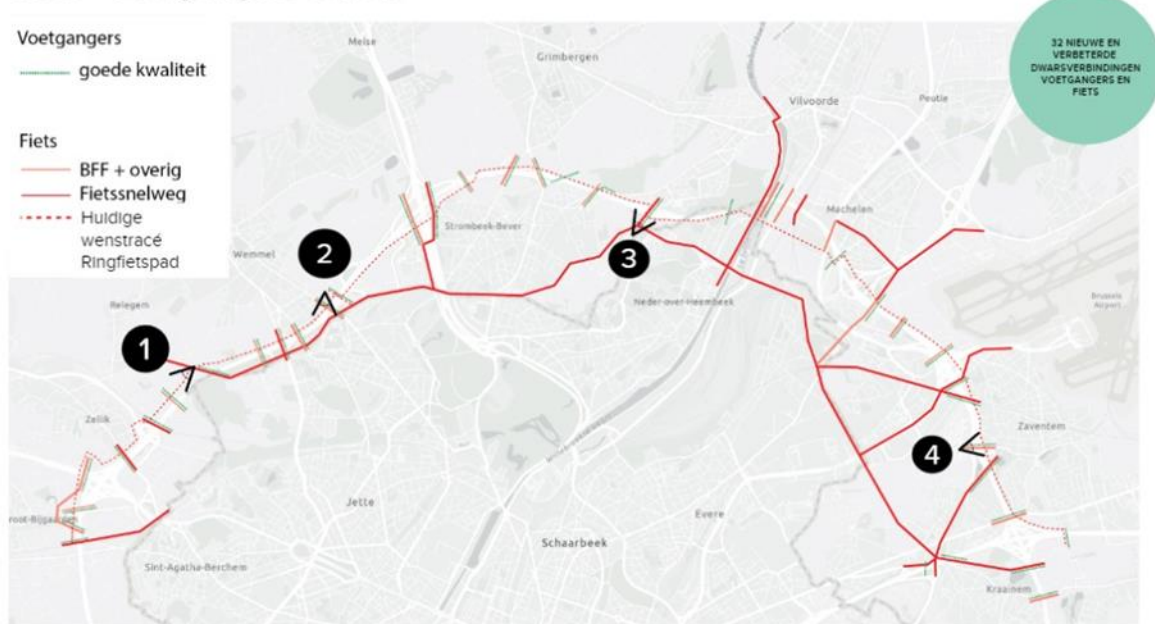 Voetgangers
goede kwaliteit
Fiets
BFF + overig
Fietssnelweg
Huidige
wenstracé
Ringfietspad
32 NIEUWE EN
VERBETERDE
DWARSVERBINDINGEN
VOETGANGERS EN
FIETS
Meise
Grimbergen
Vilvoorde
Peutie
Machelen
Strombeek-Bever
Wemmel
2
3
Neder-over-Heembeek
Brussels
Airport
Relegem
1
Zellik
Zaventem
4
Jette
Evere
Schaarbeek
Sint-Agatha-Berchem
Kraainem